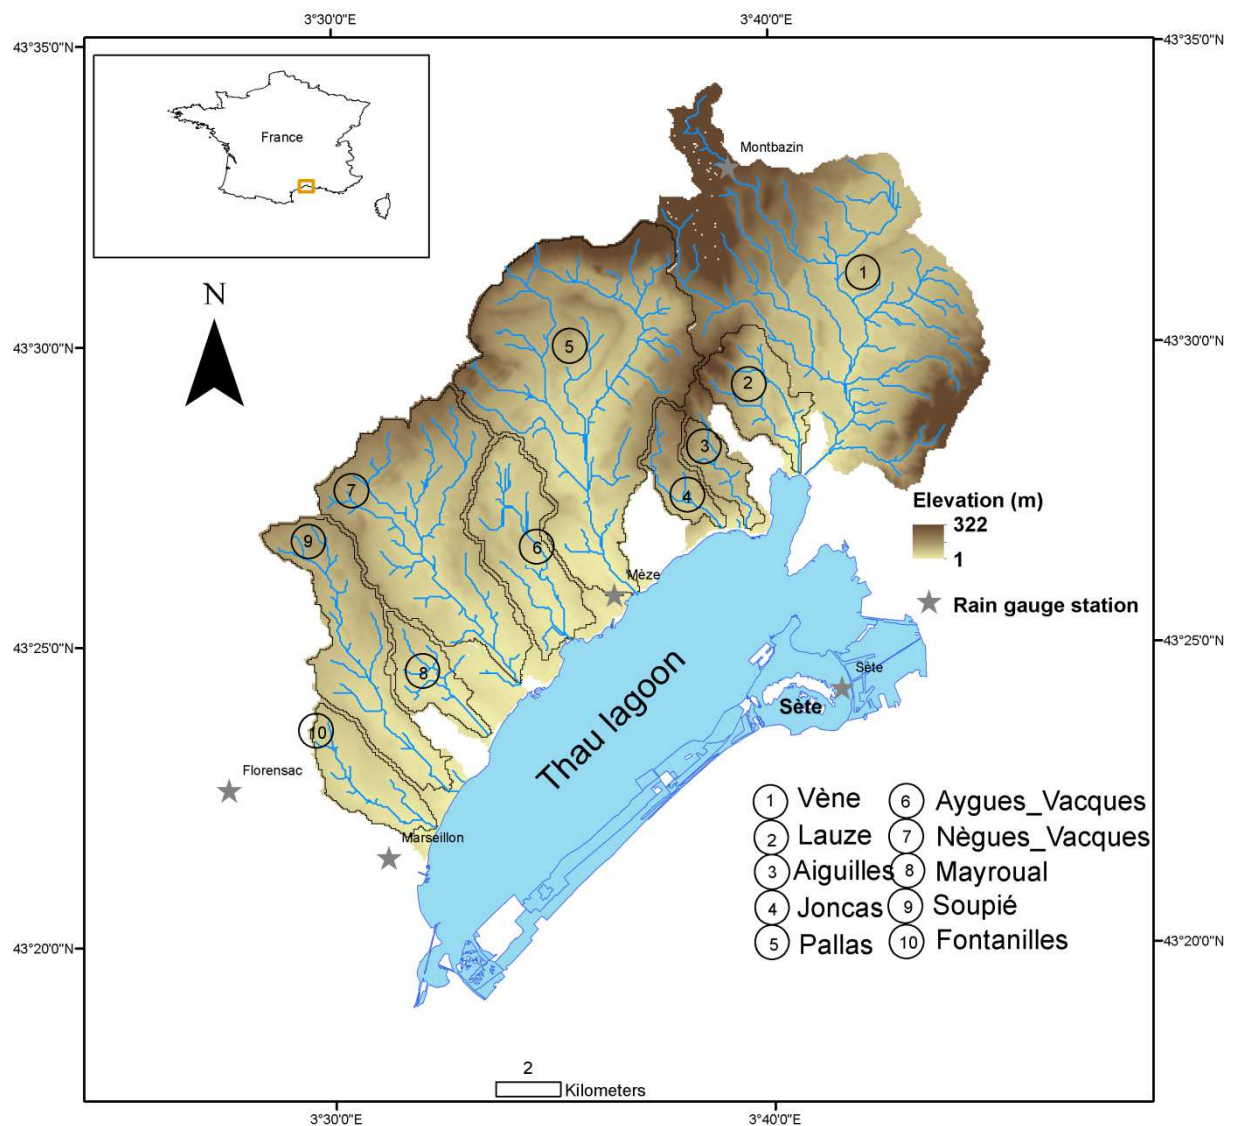 3°30'0"E
3°40'0"E
43°35'0"N
43°35'0"N
France
Montbazin
N
1
43°30'0"N
5
43°30'0"N
2
3
7
4
Elevation (m)
322
1
9
6
Mèze
Rain gauge station
43°25'0"N
43°25'0"N
8
Sète
Thau lagoon
Sète
10
Florensac
1 Vène
6 Aygues_Vacques
Marseillon
2 Lauze
7 Nègues_Vacques
3 Aiguilles
8 Mayroual
4 Joncas
9 Soupié
5 Pallas
10 Fontanilles
43°20'0"N
43°20'0"N
2
Kilometers
3°30'0"E
3°40'0"E